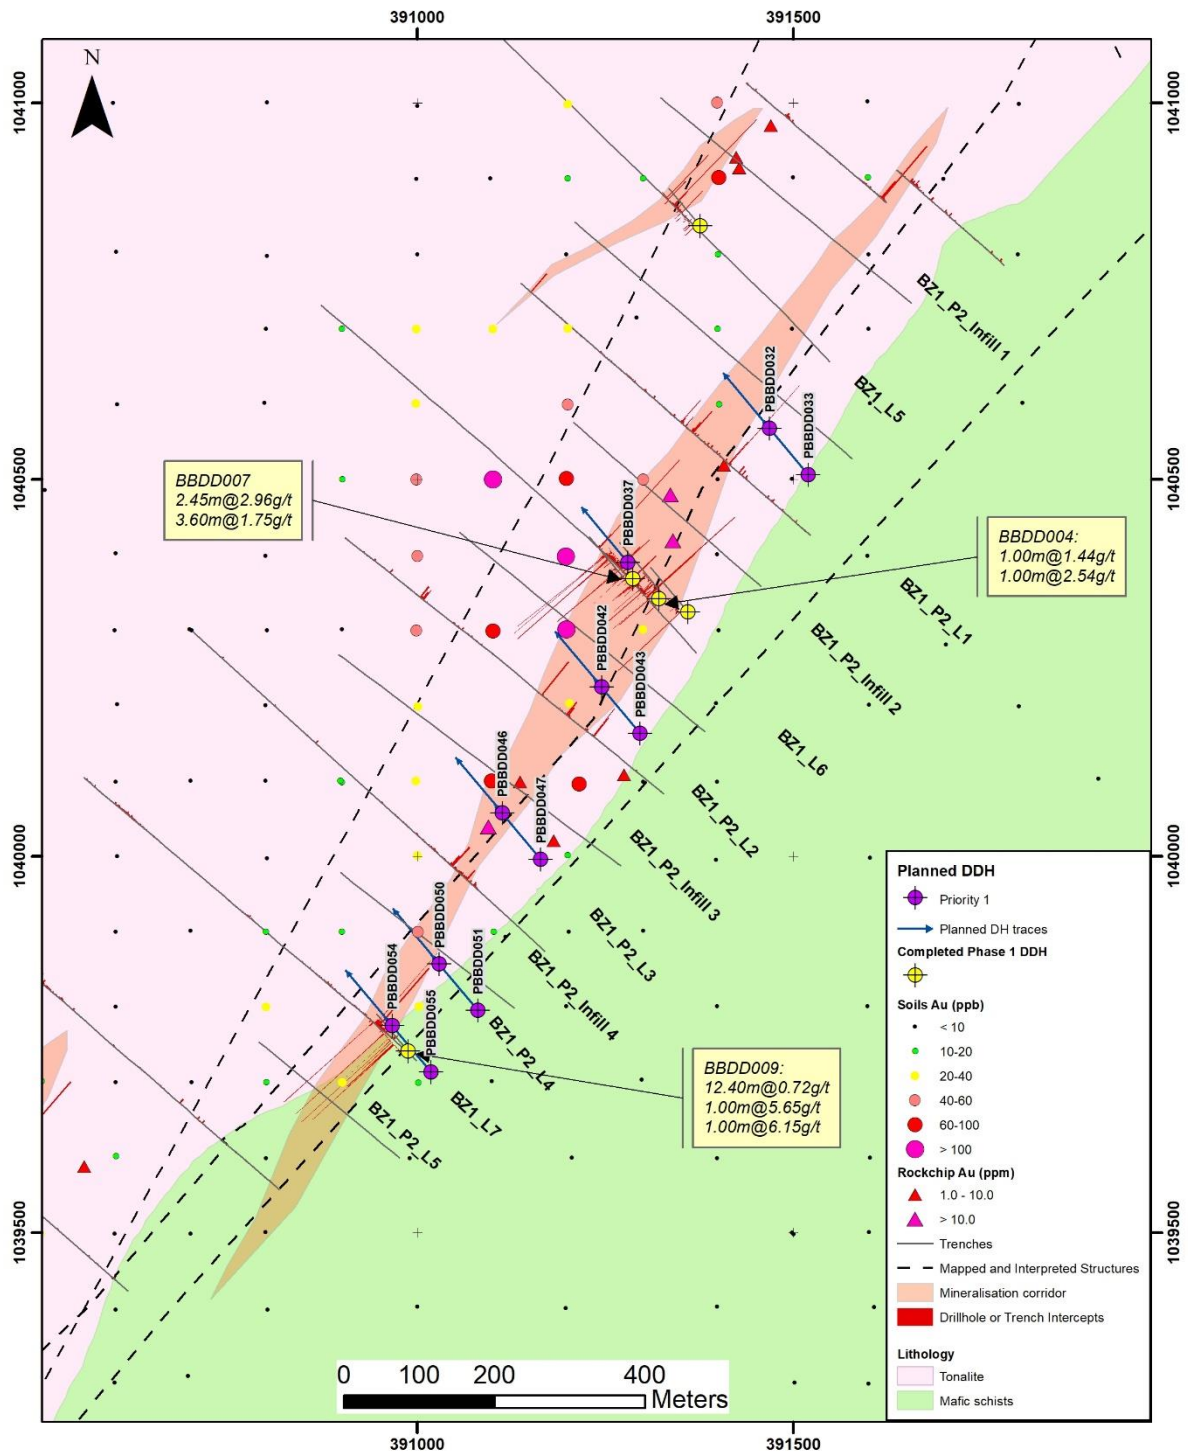 391000
391500
N
1041000
1041000
BZ1_P2_Infill 1
PBBDD032
BZ1_L5
PBBDD033
1040500
1040500
BBDD007
2.45m@2.96g/t
3.60m@1.75g/t
PBBDD037
BBDD004:
1.00m@1.44g/t
1.00m@2.54g/t
BZ1_P2_L1
BZ1_P2_Infill 2
PBBDD042
PBBDD043
BZ1_L6
PBBDD046
BZ1_P2_L2
PBBDD047
1040000
1040000
BZ1_P2_Infill 3
BZ1_P2_L3
PBBDD050
PBBDD051
BZ1_P2_Infill 4
PBBDD054
PBBDD055
BZ1_P2_L4
BBDD009:
12.40m@0.72g/t
1.00m@5.65g/t
1.00m@6.15g/t
BZ1_L7
BZ1_P2_L5
1039500
1039500
Planned DDH
Priority 1
Planned DH traces
Completed Phase 1 DDH
Soils Au (ppb)
< 10
10-20
20-40
40-60
60-100
> 100
Rockchip Au (ppm)
1.0 - 10.0
> 10.0
Trenches
Mapped and Interpreted Structures
Mineralisation corridor
Drillhole or Trench Intercepts
Lithology
Tonalite
Mafic schists
0 100 200 400
Meters
391000
391500